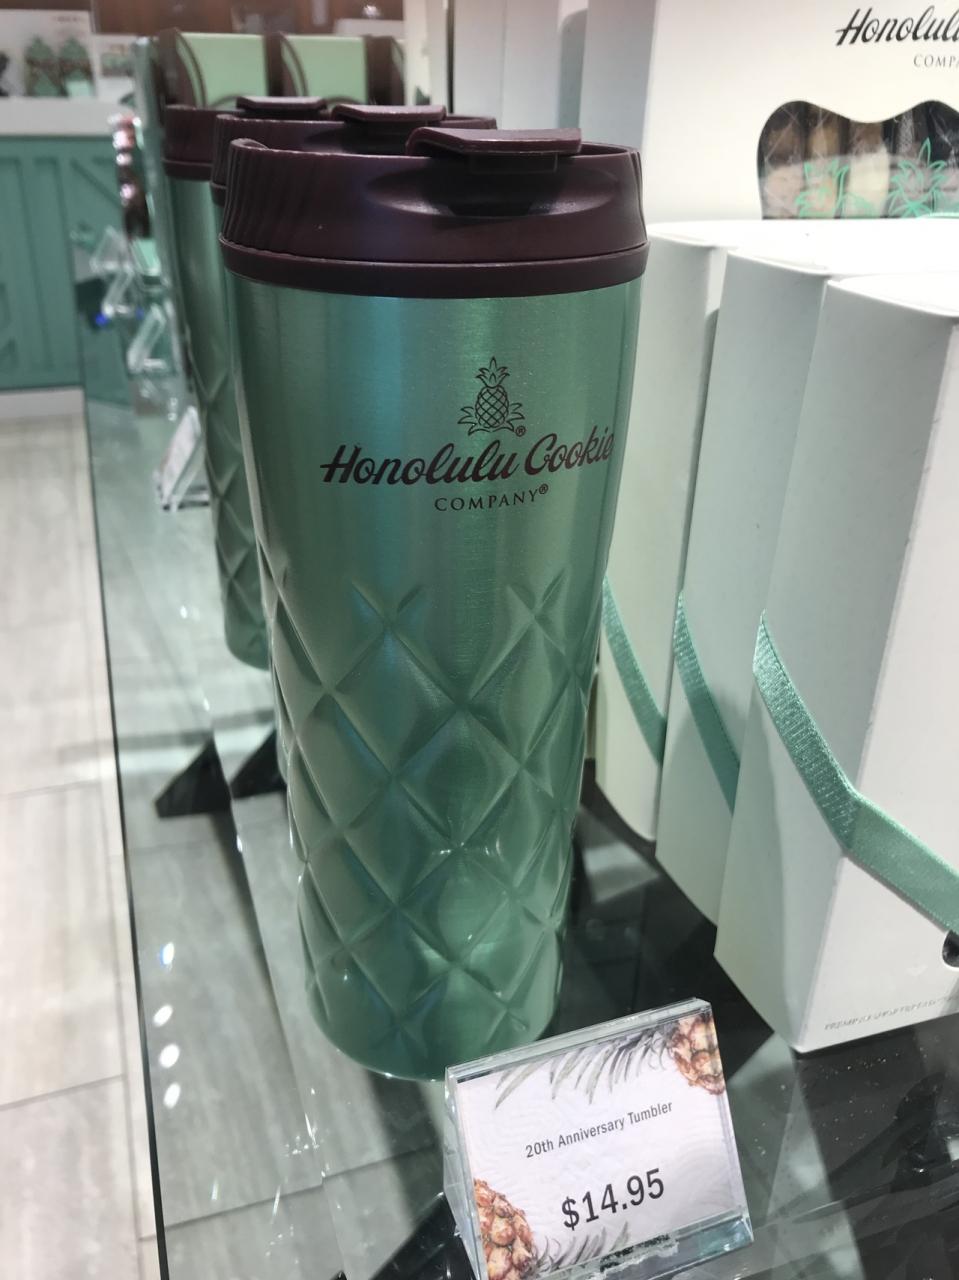 Honolulu
COMPA
Honolulu Cookie
COMPANY®
20th Anniversary Tumbler
$14.95